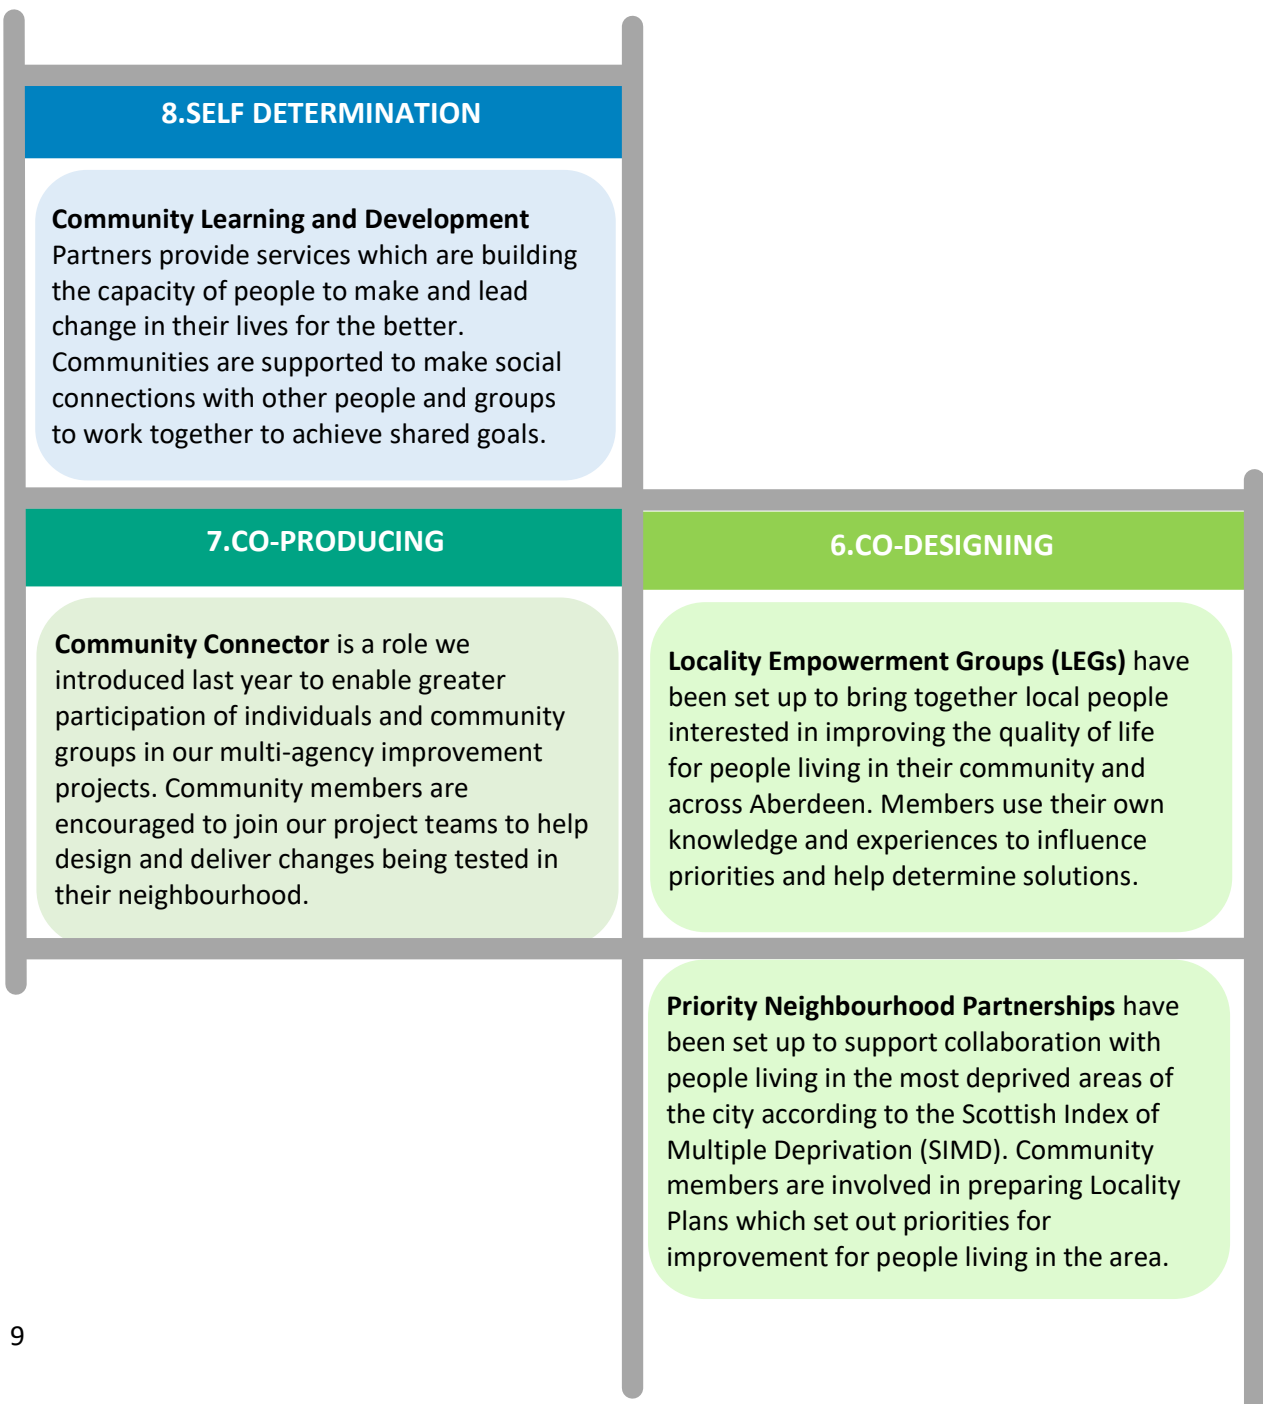 8.SELF DETERMINATION
Community Learning and Development
Partners provide services which are building
the capacity of people to make and lead
change in their lives for the better.
Communities are supported to make social
connections with other people and groups
to work together to achieve shared goals.
7.CO-PRODUCING
Community Connector is a role we
introduced last year to enable greater
participation of individuals and community
groups in our multi-agency improvement
projects. Community members are
encouraged to join our project teams to help
design and deliver changes being tested in
their neighbourhood.
6.CO-DESIGNING
Locality Empowerment Groups (LEGs) have
been set up to bring together local people
interested in improving the quality of life
for people living in their community and
across Aberdeen. Members use their own
knowledge and experiences to influence
priorities and help determine solutions.
Priority Neighbourhood Partnerships have
been set up to support collaboration with
people living in the most deprived areas of
the city according to the Scottish Index of
Multiple Deprivation (SIMD). Community
members are involved in preparing Locality
Plans which set out priorities for
improvement for people living in the area.
9